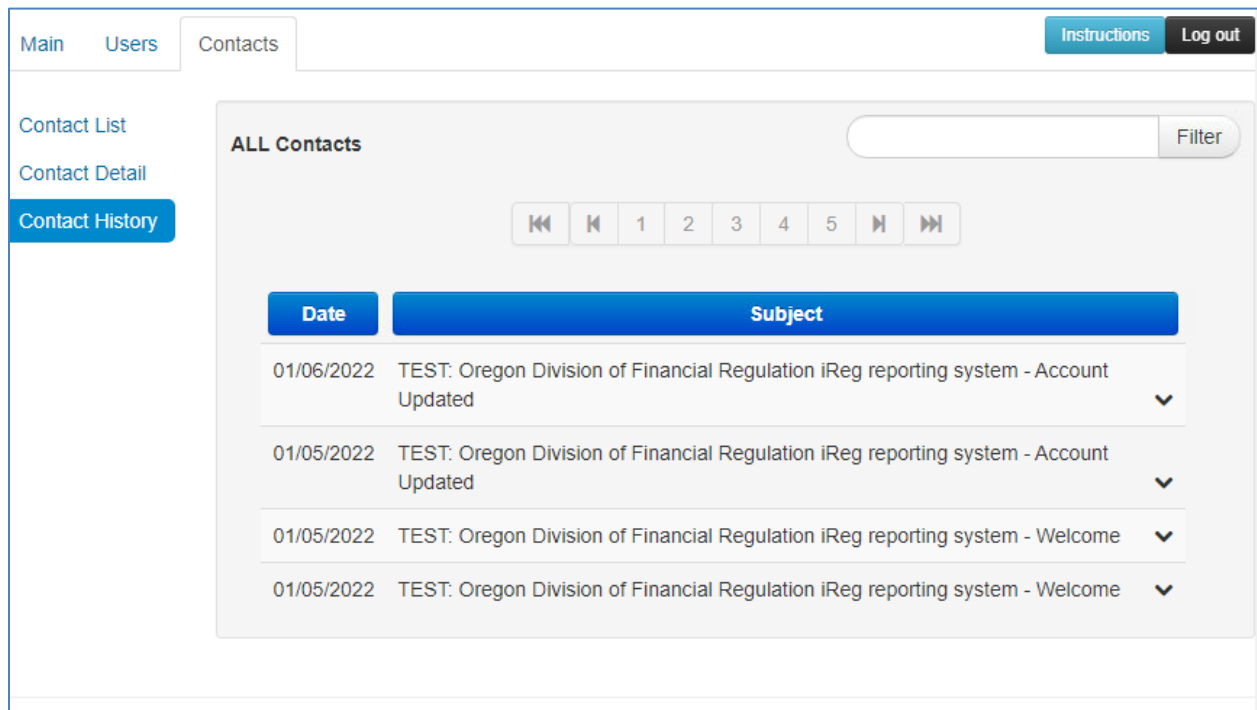 Main Users Contacts Instructions Log out
Contact List
Contact Detail
Contact History
ALL Contacts Filter
1 2 3 4 5
Date Subject
01/06/2022 TEST: Oregon Division of Financial Regulation iReg reporting system - Account
Updated
01/05/2022 TEST: Oregon Division of Financial Regulation iReg reporting system - Account
Updated
01/05/2022 TEST: Oregon Division of Financial Regulation iReg reporting system - Welcome
01/05/2022 TEST: Oregon Division of Financial Regulation iReg reporting system - Welcome